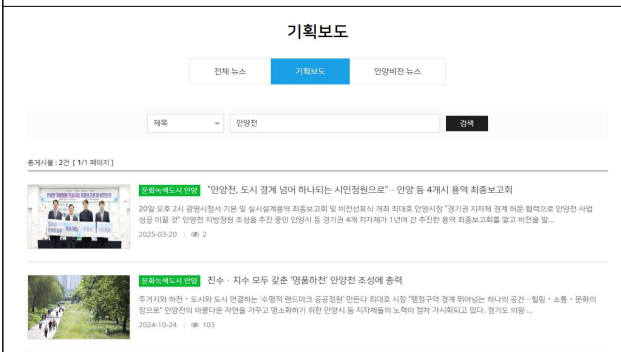 기획보도
전체 뉴스 기획보도 안양비전 뉴스
제목 안양천 검색
총게시물 : 2건 [ 1/1 페이지 ]
문화녹색도시 안양 "안양천, 도시 경계 넘어 하나되는 시민정원으로"…안양 등 4개시 용역 최종보고회
20일 오후 2시 광명시청서 기본 및 실시설계용역 최종보고회 및 비전선포식 개최 최대호 안양시장 "경기권 지자체 경계 허문 협력으로 안양천 사업
성공 이끌 것" 안양천 지방정원 조성을 추진 중인 안양시 등 경기권 4개 지자체가 1년여 간 추진한 용역 최종보고회를 열고 비전을 발...
2025-03-20 | 2
문화녹색도시 안양 친수 · 치수 모두 갖춘 '명품하천' 안양천 조성에 총력
주거지와 하천・도시와 도시 연결하는 '수평적 랜드마크 공공정원' 만든다 최대호 시장 "행정구역 경계 뛰어넘는 하나의 공간…힐링・소통・문화의
장으로" 안양천의 아름다운 자연을 가꾸고 명소화하기 위한 안양시 등 지자체들의 노력이 점차 가시화되고 있다. 경기도 의왕 ...
2024-10-24 | 103